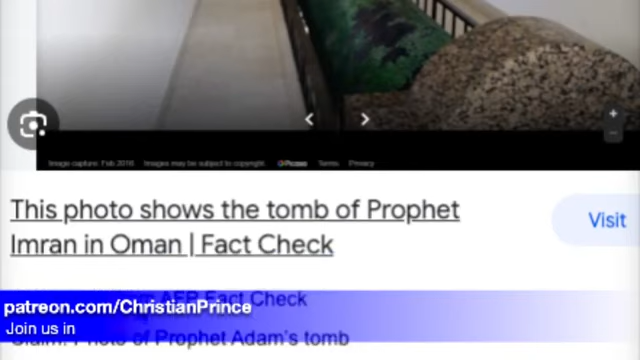 Image capture: Feb 2016 Images may be subject to copyright. Terms Privacy
This photo shows the tomb of Prophet
Imran in Oman | Fact Check
Visit
AFP Fact Check
patreon.com/ChristianPrince
Join us in
Claim: Photo of Prophet Adam's tomb